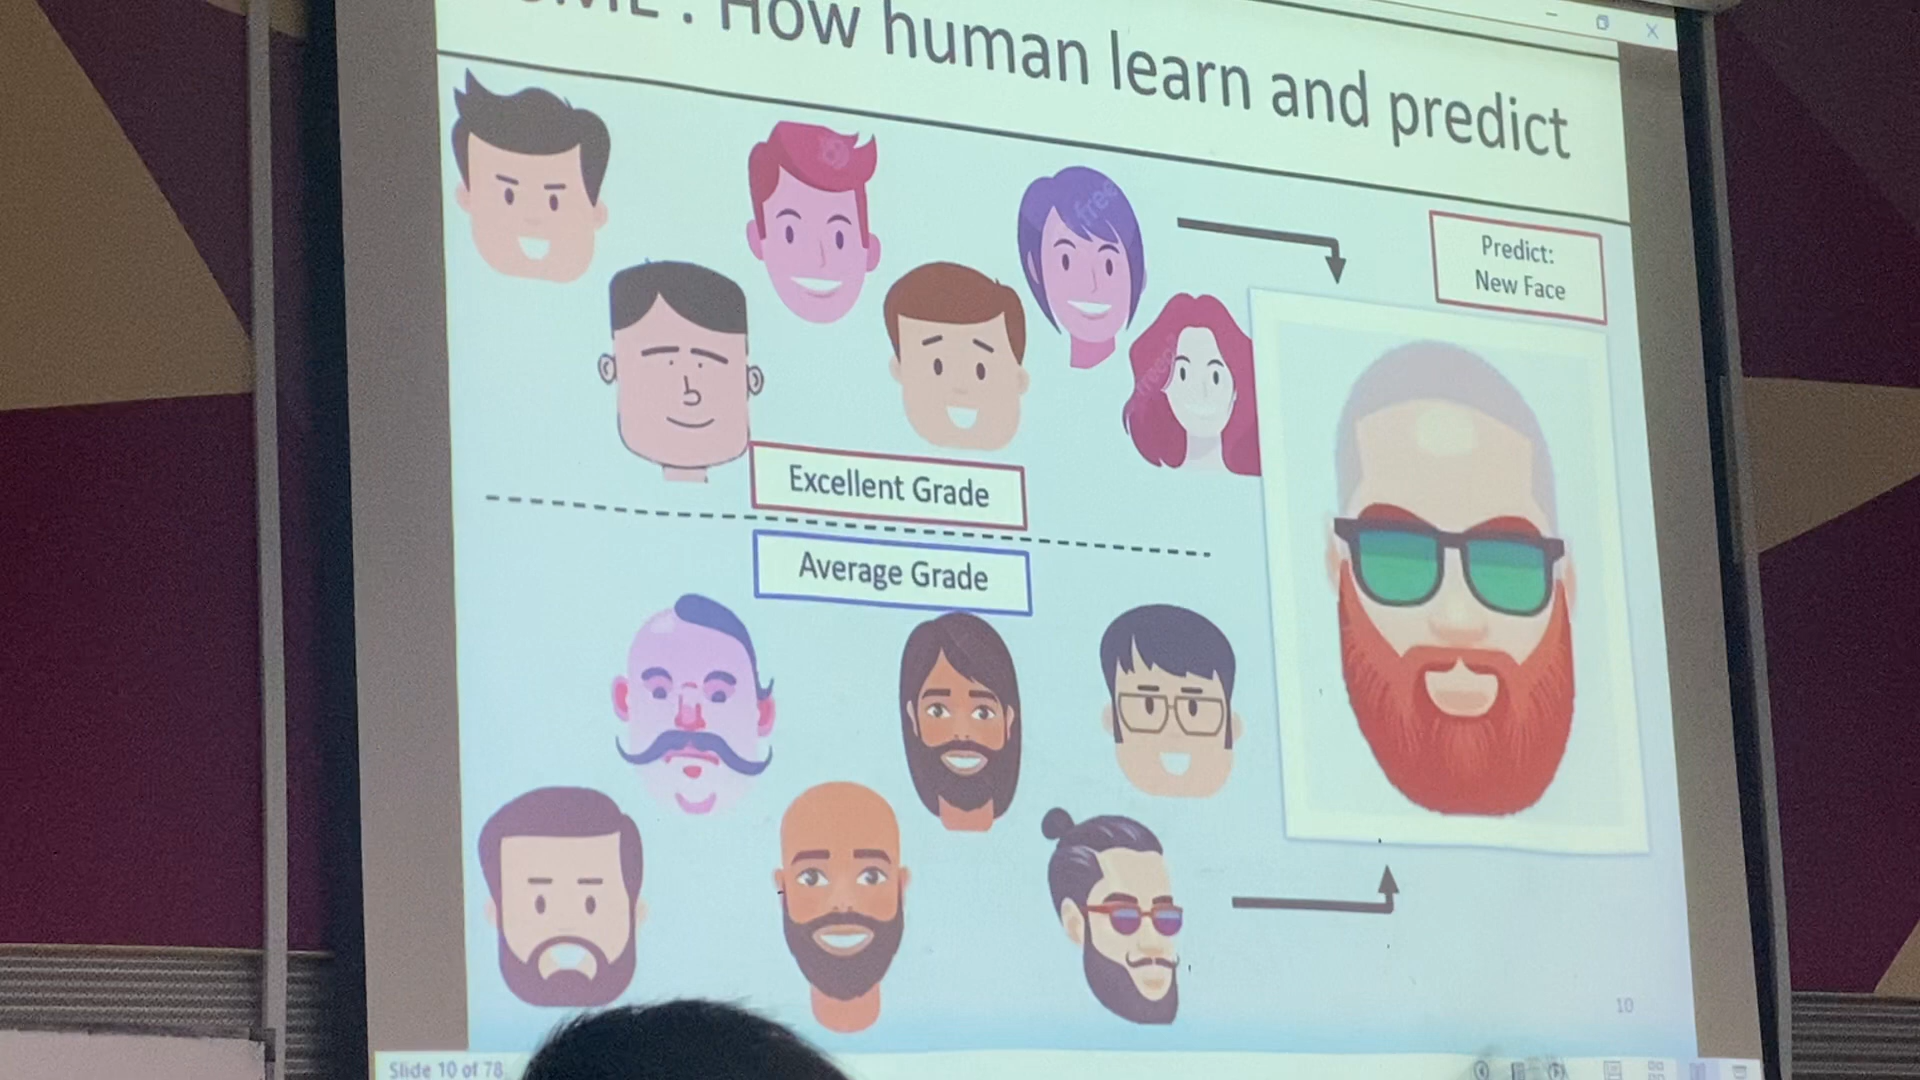 : How human learn and predict
Predict:
New Face
Excellent Grade
Average Grade
10
Slide 10 of 78